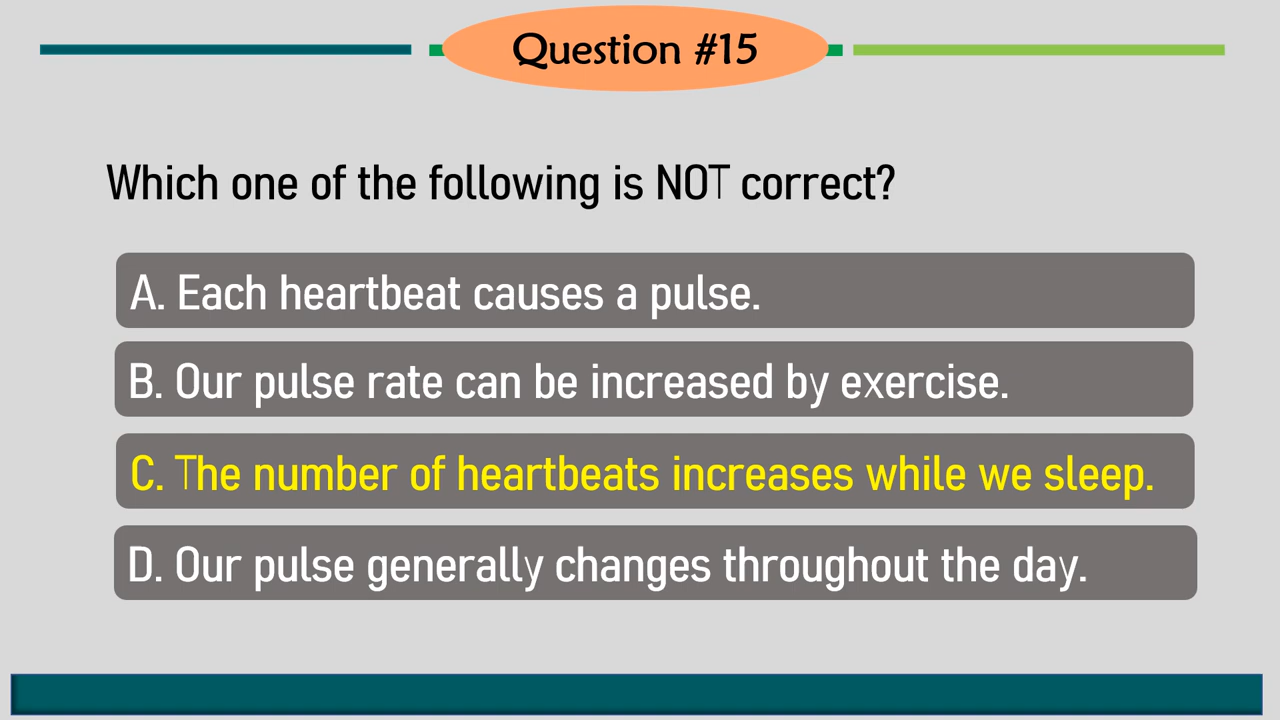 Question #15
Which one of the following is NOT correct?
A. Each heartbeat causes a pulse.
B. Our pulse rate can be increased by exercise.
C. The number of heartbeats increases while we sleep.
D. Our pulse generally changes throughout the day.